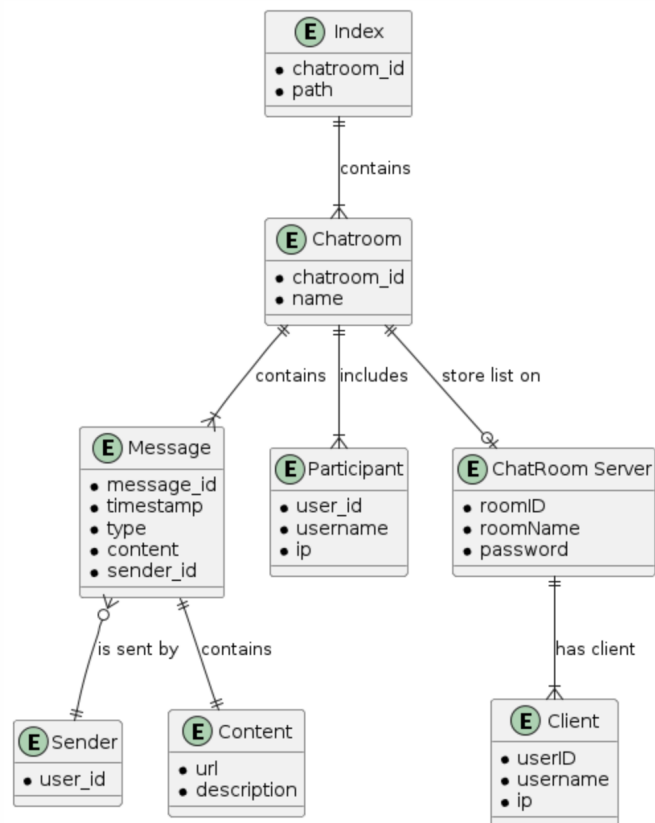 E Index
chatroom_id
path
contains
E Chatroom
chatroom_id
name
contains
includes
store list on
E Message
message_id
timestamp
type
content
sender_id
E Participant
user_id
username
ip
E ChatRoom Server
roomID
roomName
password
is sent by
contains
has client
E Sender
user_id
E Content
url
description
E Client
userID
username
ip